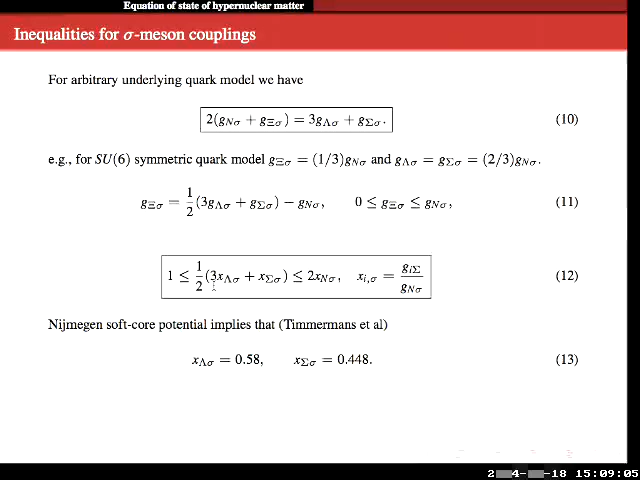 Equation of state of hypernuclear matter
Inequalities for σ-meson couplings
For arbitrary underlying quark model we have
2(g_{Nσ} + g_{Ξσ}) = 3g_{Λσ} + g_{Σσ}. (10)
e.g., for SU(6) symmetric quark model g_{Ξσ} = (1/3)g_{Nσ} and g_{Λσ} = g_{Σσ} = (2/3)g_{Nσ}.
g_{Ξσ} = \frac{1}{2}(3g_{Λσ} + g_{Σσ}) − g_{Nσ}, 0 ≤ g_{Ξσ} ≤ g_{Nσ}, (11)
1 ≤ \frac{1}{2}(3x_{Λσ} + x_{Σσ}) ≤ 2x_{Nσ}, x_{i,σ} = \frac{g_{iΣ}}{g_{Nσ}} (12)
Nijmegen soft-core potential implies that (Timmermans et al)
x_{Λσ} = 0.58, x_{Σσ} = 0.448. (13)
15:09:05